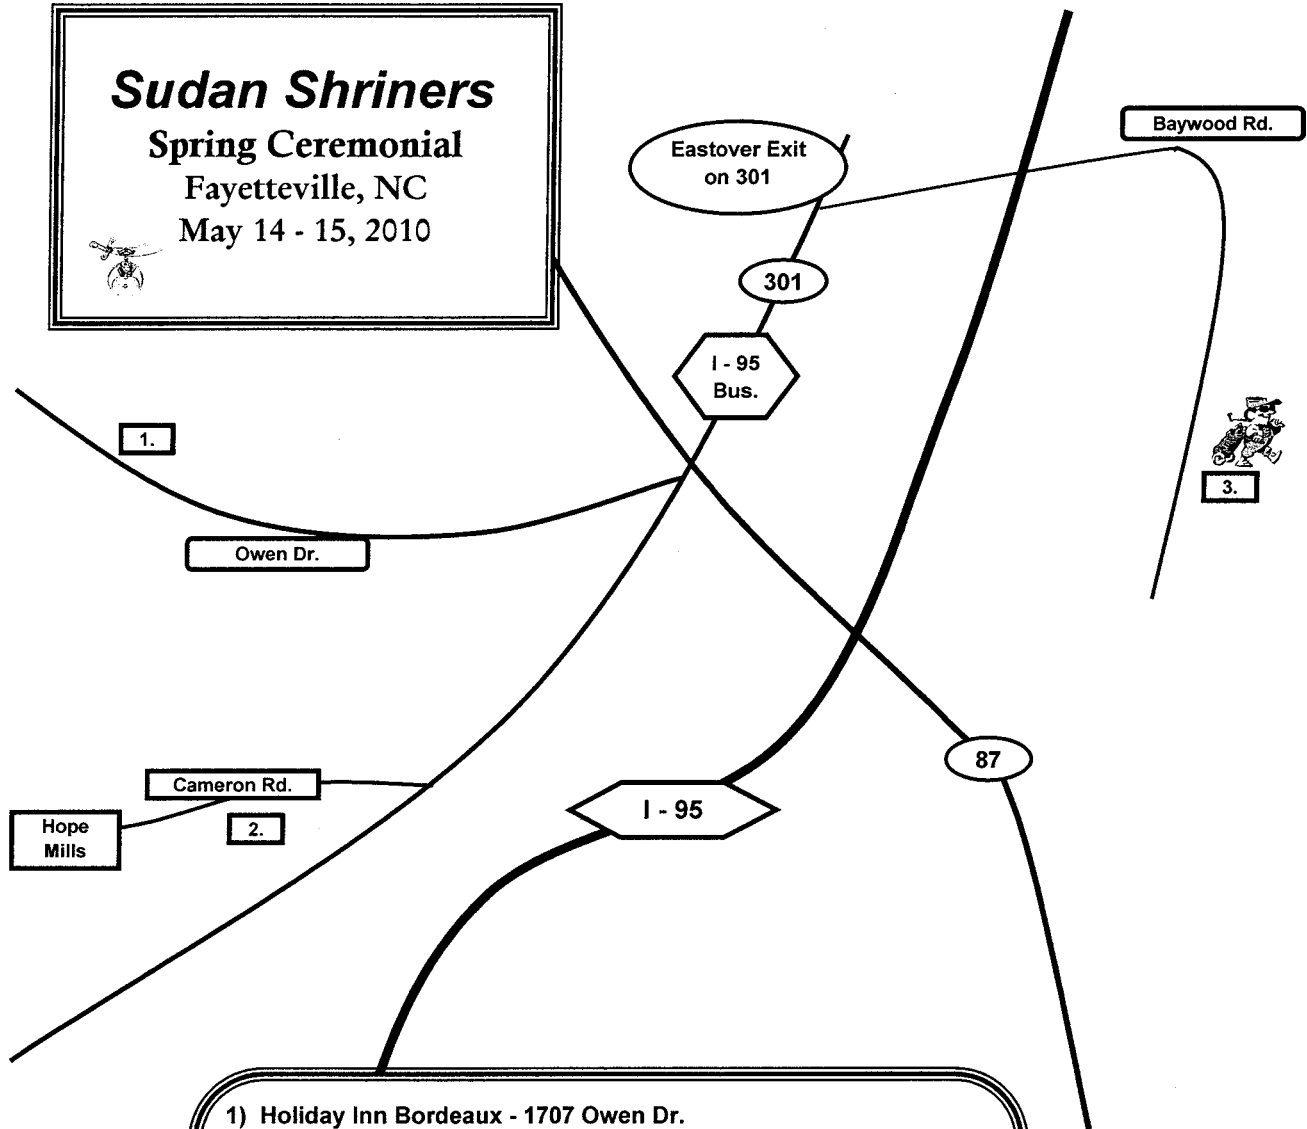 Sudan Shriners
Spring Ceremonial
Fayetteville, NC
May 14 - 15, 2010
Baywood Rd.
Eastover Exit
on 301
301
I - 95
Bus.
1.
Owen Dr.
3.
87
Cameron Rd.
I - 95
Hope
Mills
2.
1) Holiday Inn Bordeaux - 1707 Owen Dr.